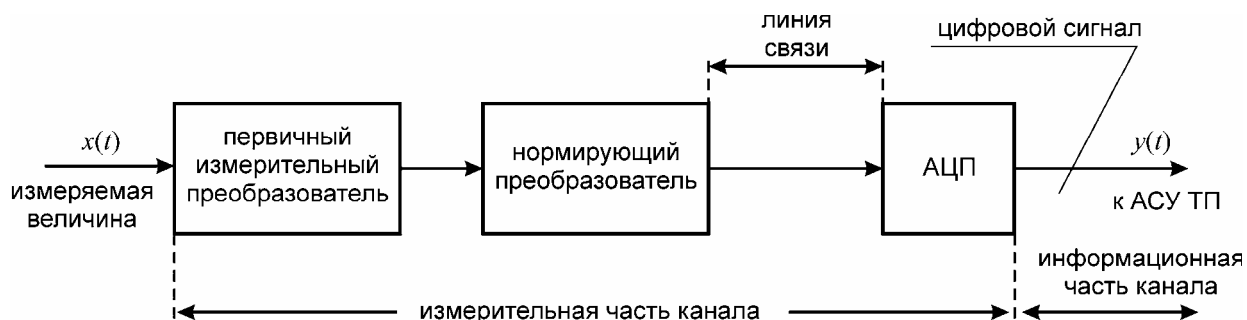 линия
связи
цифровой сигнал
x(t)
измеряемая
величина
первичный
измерительный
преобразователь
нормирующий
преобразователь
АЦП
y(t)
к АСУ ТП
информационная
часть канала
измерительная часть канала